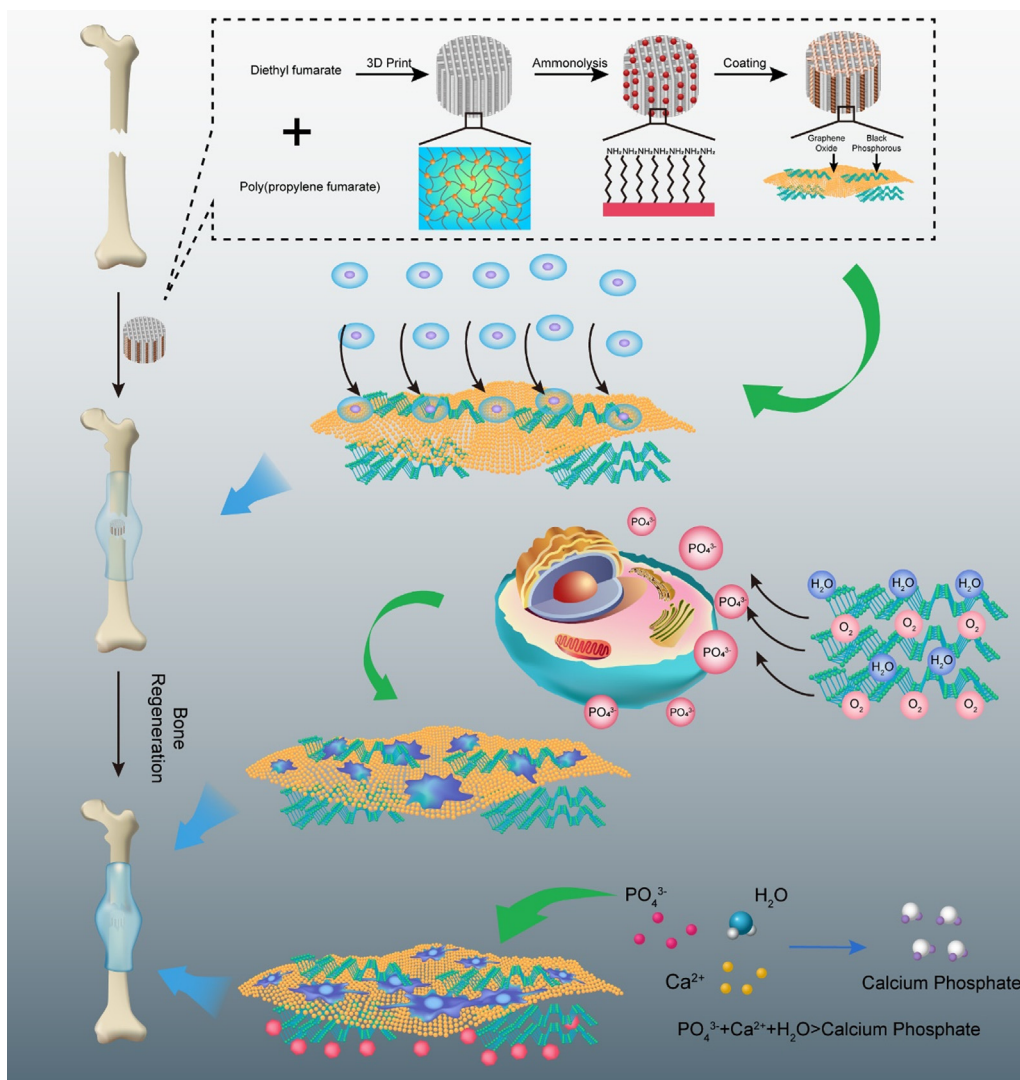 Diethyl fumarate
3D Print
Ammonolysis
Coating
+
Poly(propylene fumarate)
NH₂NH₂NH₂NH₂NH₂NH₂NH₂
Graphene
Oxide
Black
Phosphorous
PO₄³⁻
PO₄³⁻
PO₄³⁻
PO₄³⁻
PO₄³⁻
PO₄³⁻
H₂O
H₂O
H₂O
O₂
O₂
O₂
H₂O
H₂O
O₂
O₂
O₂
Bone
Regeneration
PO₄³⁻
H₂O
Ca²⁺
Calcium Phosphate
PO₄³⁻+Ca²⁺+H₂O>Calcium Phosphate